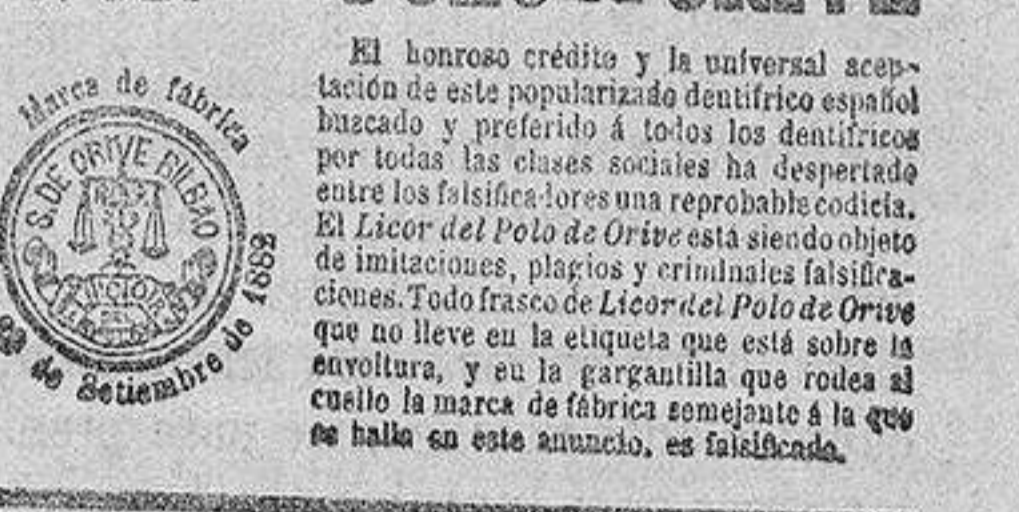 Marca de fábrica
S. DE ORIVE BILBAO
de Setiembre de 1882
El honroso crédito y la universal acep-
tación de este popularizado dentifrico español
buscado y preferido á todos los dentifricos
por todas las clases sociales ha despertado
entre los falsificadores una reprobable codicia.
El Licor del Polo de Orive está siendo objeto
de imitaciones, plagios y criminales falsifica-
ciones. Todo frasco de Licor del Polo de Orive
que no lleve en la etiqueta que está sobre la
envoltura, y en la gargantilla que rodea al
cuello la marca de fábrica semejante á la que
se halla en este anuncio, es falsificado.